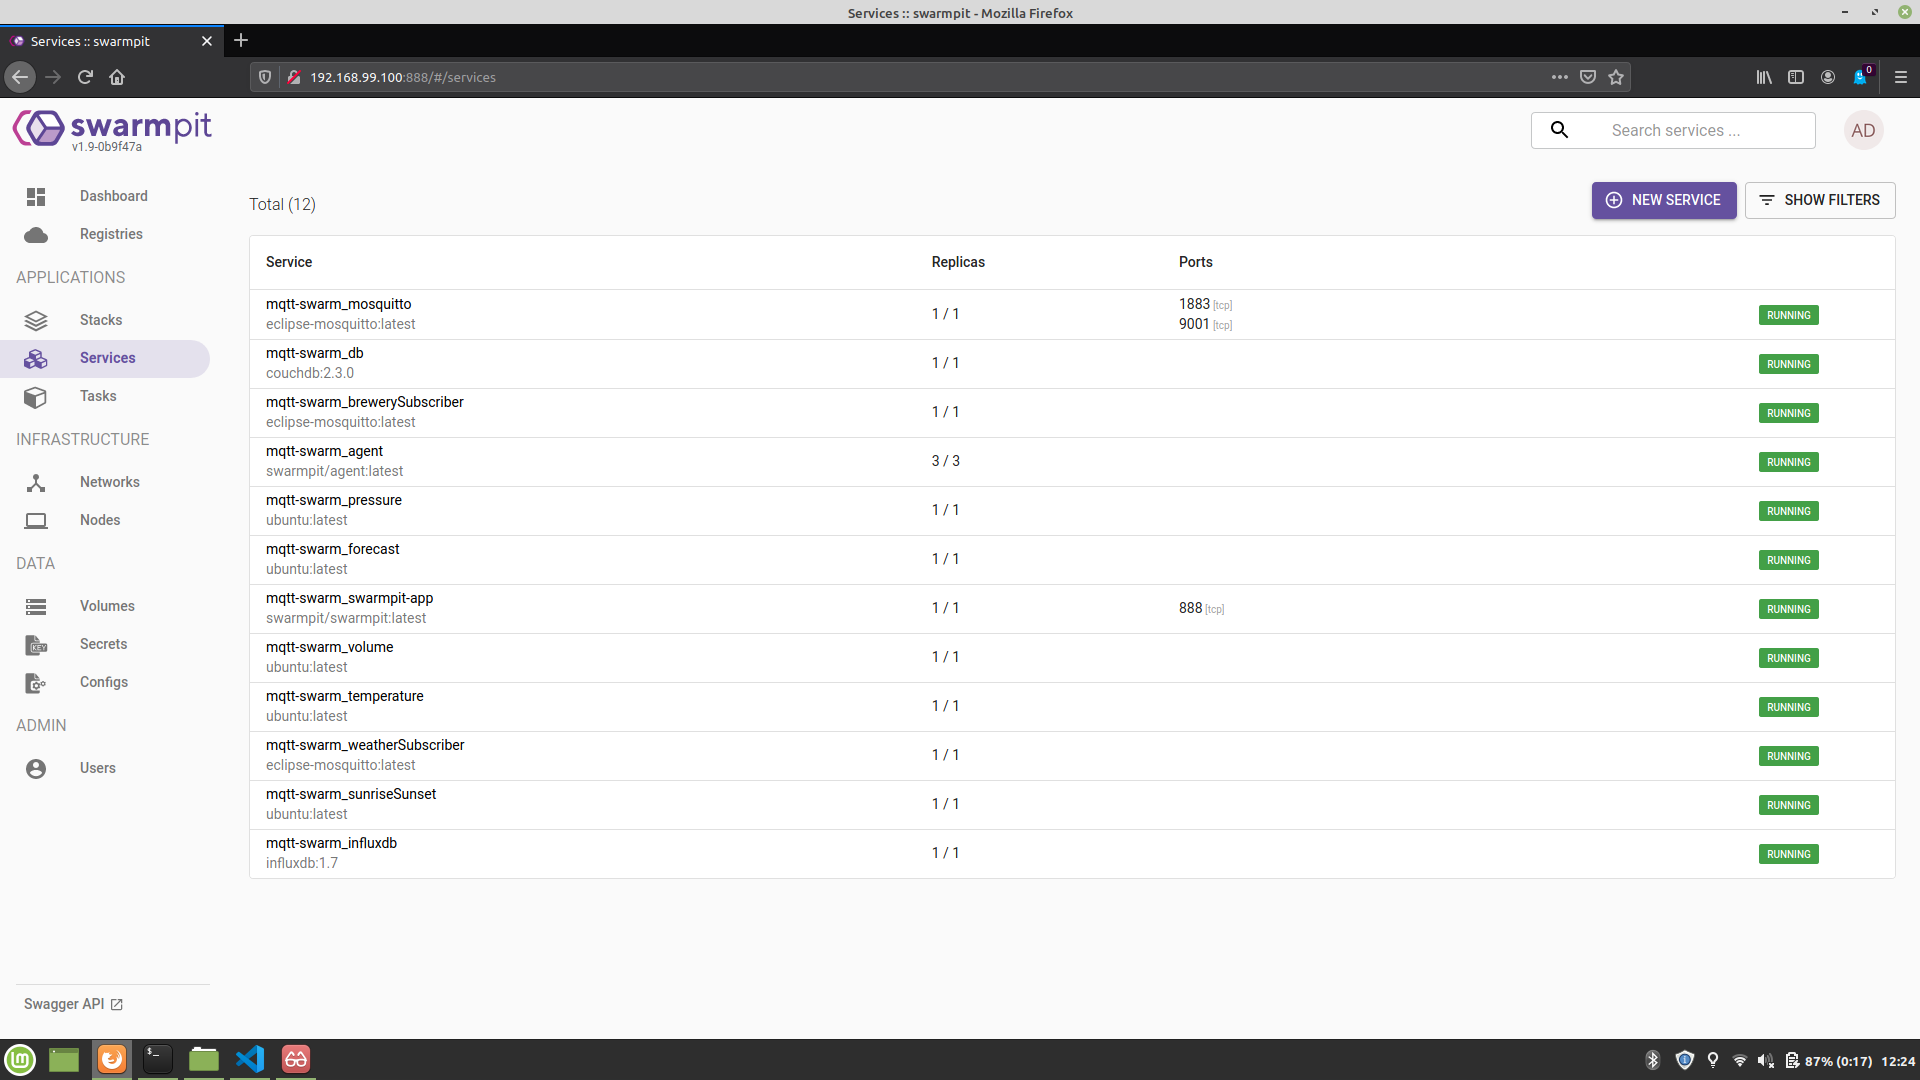 Services :: swarmpit - Mozilla Firefox
Services :: swarmpit
192.168.99.100:888/#/services
0
swarmpit
v1.9-0b9f47a
Search services ...
AD
Dashboard
Registries
APPLICATIONS
Stacks
Services
Tasks
INFRASTRUCTURE
Networks
Nodes
DATA
Volumes
KEY
Secrets
Configs
ADMIN
Users
Swagger API
Total (12)
NEW SERVICE
SHOW FILTERS
Service Replicas Ports
mqtt-swarm_mosquitto
eclipse-mosquitto:latest
1 / 1
1883 [tcp]
9001 [tcp]
RUNNING
mqtt-swarm_db
couchdb:2.3.0
1 / 1
RUNNING
mqtt-swarm_brewerySubscriber
eclipse-mosquitto:latest
1 / 1
RUNNING
mqtt-swarm_agent
swarmpit/agent:latest
3 / 3
RUNNING
mqtt-swarm_pressure
ubuntu:latest
1 / 1
RUNNING
mqtt-swarm_forecast
ubuntu:latest
1 / 1
RUNNING
mqtt-swarm_swarmpit-app
swarmpit/swarmpit:latest
1 / 1
888 [tcp]
RUNNING
mqtt-swarm_volume
ubuntu:latest
1 / 1
RUNNING
mqtt-swarm_temperature
ubuntu:latest
1 / 1
RUNNING
mqtt-swarm_weatherSubscriber
eclipse-mosquitto:latest
1 / 1
RUNNING
mqtt-swarm_sunriseSunset
ubuntu:latest
1 / 1
RUNNING
mqtt-swarm_influxdb
influxdb:1.7
1 / 1
RUNNING
87% (0:17) 12:24